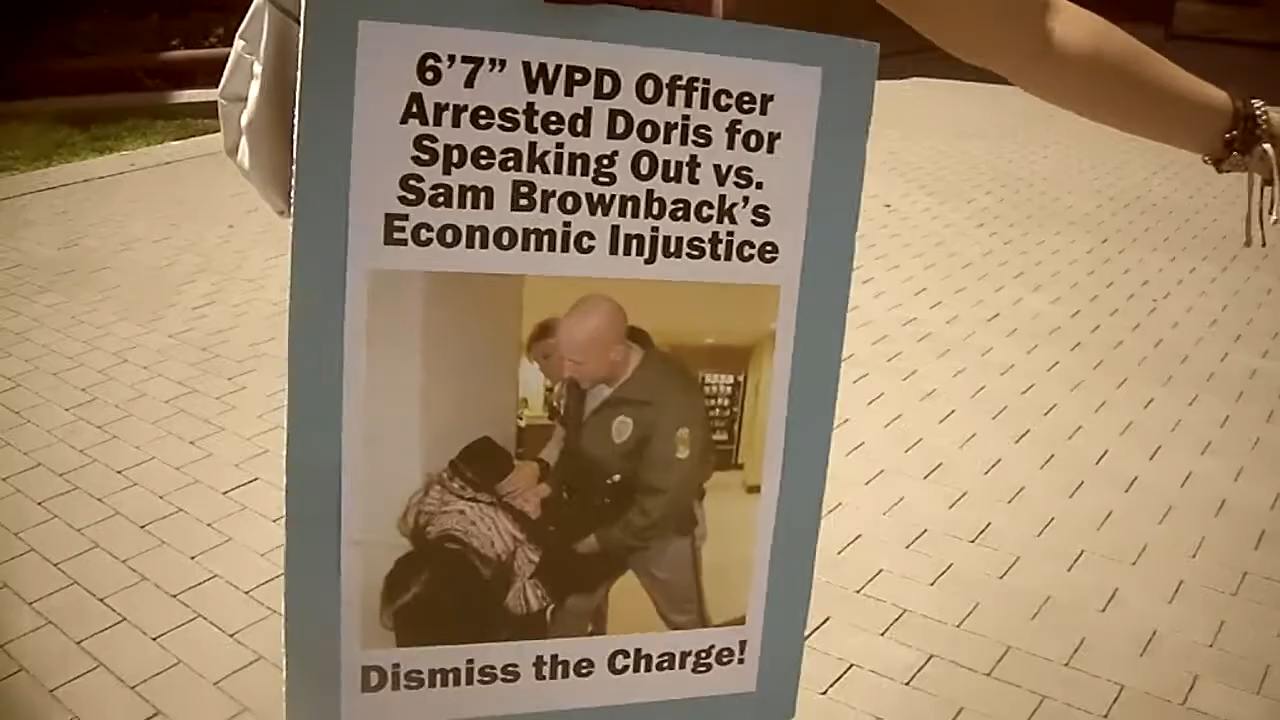 6'7” WPD Officer
Arrested Doris for
Speaking Out vs.
Sam Brownback's
Economic Injustice
Dismiss the Charge!